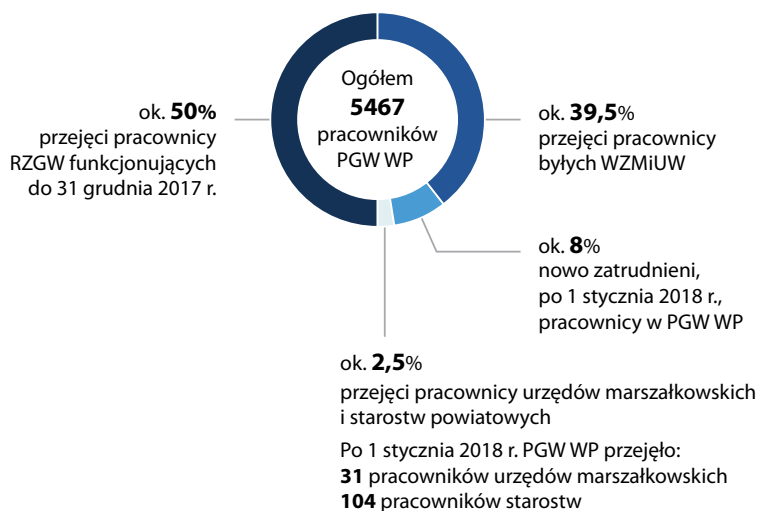 Ogółem
5467
pracowników
PGW WP
ok. 50%
przejęci pracownicy
RZGW funkcjonujących
do 31 grudnia 2017 r.
ok. 39,5%
przejęci pracownicy
byłych WZMiUW
ok. 8%
nowo zatrudnieni,
po 1 stycznia 2018 r.,
pracownicy w PGW WP
ok. 2,5%
przejęci pracownicy urzędów marszałkowskich
i starostw powiatowych
Po 1 stycznia 2018 r. PGW WP przejęło:
31 pracowników urzędów marszałkowskich
104 pracowników starostw